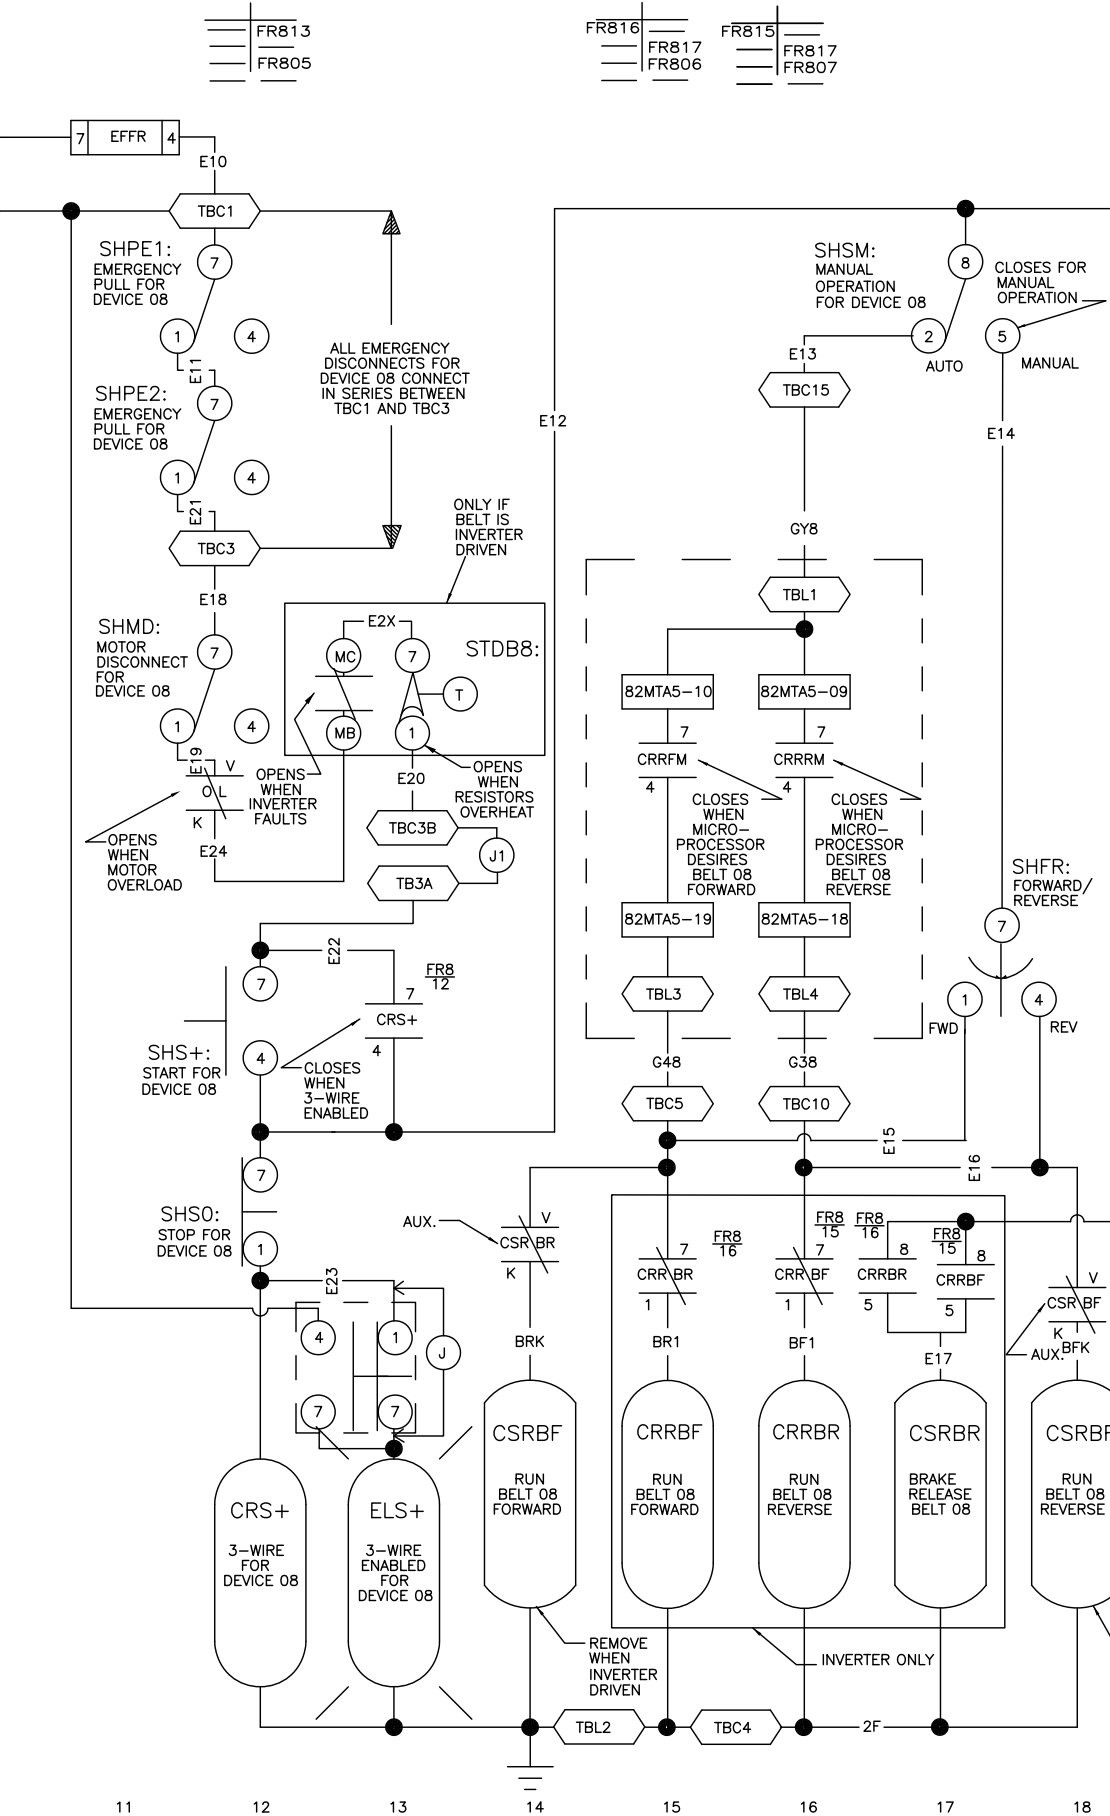 FR813
FR805
FR816
FR817
FR806
FR815
FR817
FR807
7 EFFR 4
E10
TBC1
SHPE1:
EMERGENCY
PULL FOR
DEVICE 08
7
1
4
E11
SHPE2:
EMERGENCY
PULL FOR
DEVICE 08
7
1
4
E21
TBC3
ALL EMERGENCY
DISCONNECTS FOR
DEVICE 08 CONNECT
IN SERIES BETWEEN
TBC1 AND TBC3
E18
SHMD:
MOTOR
DISCONNECT
FOR
DEVICE 08
7
1
4
E19
V
OL
K
E24
OPENS
WHEN
MOTOR
OVERLOAD
ONLY IF
BELT IS
INVERTER
DRIVEN
E2X
MC
7
STDB8:
T
MB
1
OPENS
WHEN
INVERTER
FAULTS
E20
OPENS
WHEN
RESISTORS
OVERHEAT
TBC3B
J1
TB3A
E22
7
7
FR8
12
CRS+
4
4
SHS+:
START FOR
DEVICE 08
CLOSES
WHEN
3-WIRE
ENABLED
7
SHS0:
STOP FOR
DEVICE 08
1
E23
4
1
J
7
7
CRS+
3-WIRE
FOR
DEVICE 08
ELS+
3-WIRE
ENABLED
FOR
DEVICE 08
E12
SHSM:
MANUAL
OPERATION
FOR DEVICE 08
8
CLOSES FOR
MANUAL
OPERATION
2
5
AUTO
MANUAL
E13
TBC15
E14
GY8
TBL1
82MTA5-10
82MTA5-09
7
CRRFM
4
7
CRRRM
4
CLOSES
WHEN
MICRO-
PROCESSOR
DESIRES
BELT 08
FORWARD
CLOSES
WHEN
MICRO-
PROCESSOR
DESIRES
BELT 08
REVERSE
82MTA5-19
82MTA5-18
TBL3
TBL4
SHFR:
FORWARD/
REVERSE
7
1
4
FWD
REV
G48
G38
TBC5
TBC10
E15
E16
AUX.
V
CSRBR
K
BRK
7
FR8
16
CRRBR
1
BR1
FR8
15
7
CRRBF
1
BF1
FR8
16
8
CRRBR
5
FR8
15
8
CRRBF
5
E17
V
CSRBF
K
AUX.
BFK
CSRBF
RUN
BELT 08
FORWARD
CRRBF
RUN
BELT 08
FORWARD
CRRBR
RUN
BELT 08
REVERSE
CSRBR
BRAKE
RELEASE
BELT 08
CSRBF
RUN
BELT 08
REVERSE
REMOVE
WHEN
INVERTER
DRIVEN
INVERTER ONLY
TBL2
TBC4
2F
11 12 13 14 15 16 17 18